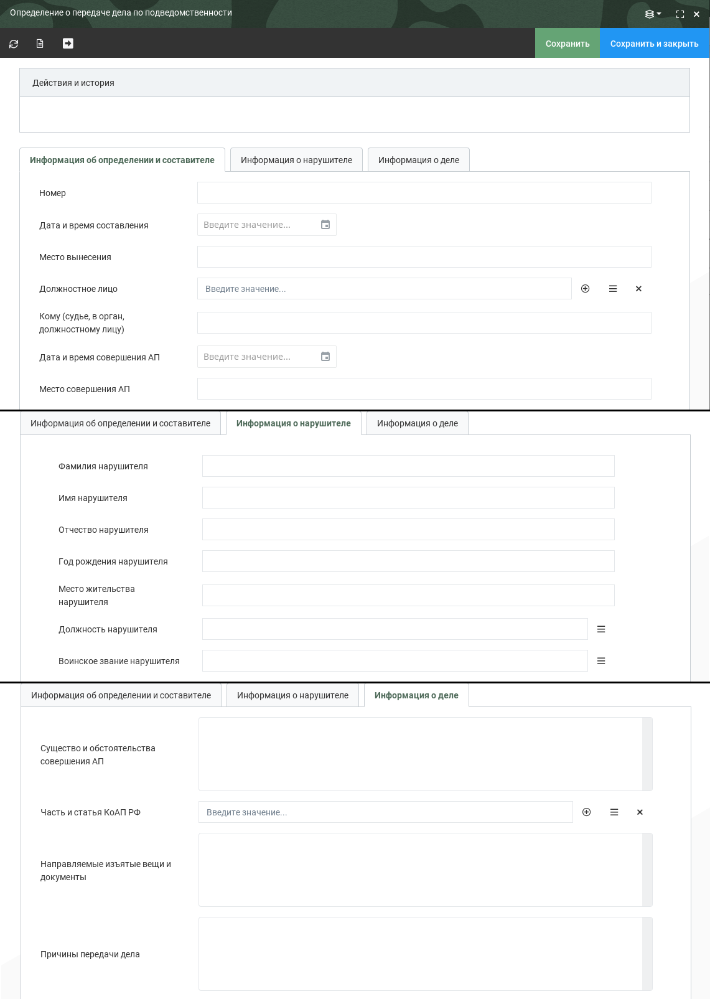 Определение о передаче дела по подведомственности
Сохранить
Сохранить и закрыть
Действия и история
Информация об определении и составителе
Информация о нарушителе
Информация о деле
Номер
Дата и время составления
Введите значение...
Место вынесения
Должностное лицо
Введите значение...
Кому (судье, в орган,
должностному лицу)
Дата и время совершения АП
Введите значение...
Место совершения АП
Информация об определении и составителе
Информация о нарушителе
Информация о деле
Фамилия нарушителя
Имя нарушителя
Отчество нарушителя
Год рождения нарушителя
Место жительства
нарушителя
Должность нарушителя
Воинское звание нарушителя
Информация об определении и составителе
Информация о нарушителе
Информация о деле
Существо и обстоятельства
совершения АП
Часть и статья КоАП РФ
Введите значение...
Направляемые изъятые вещи и
документы
Причины передачи дела